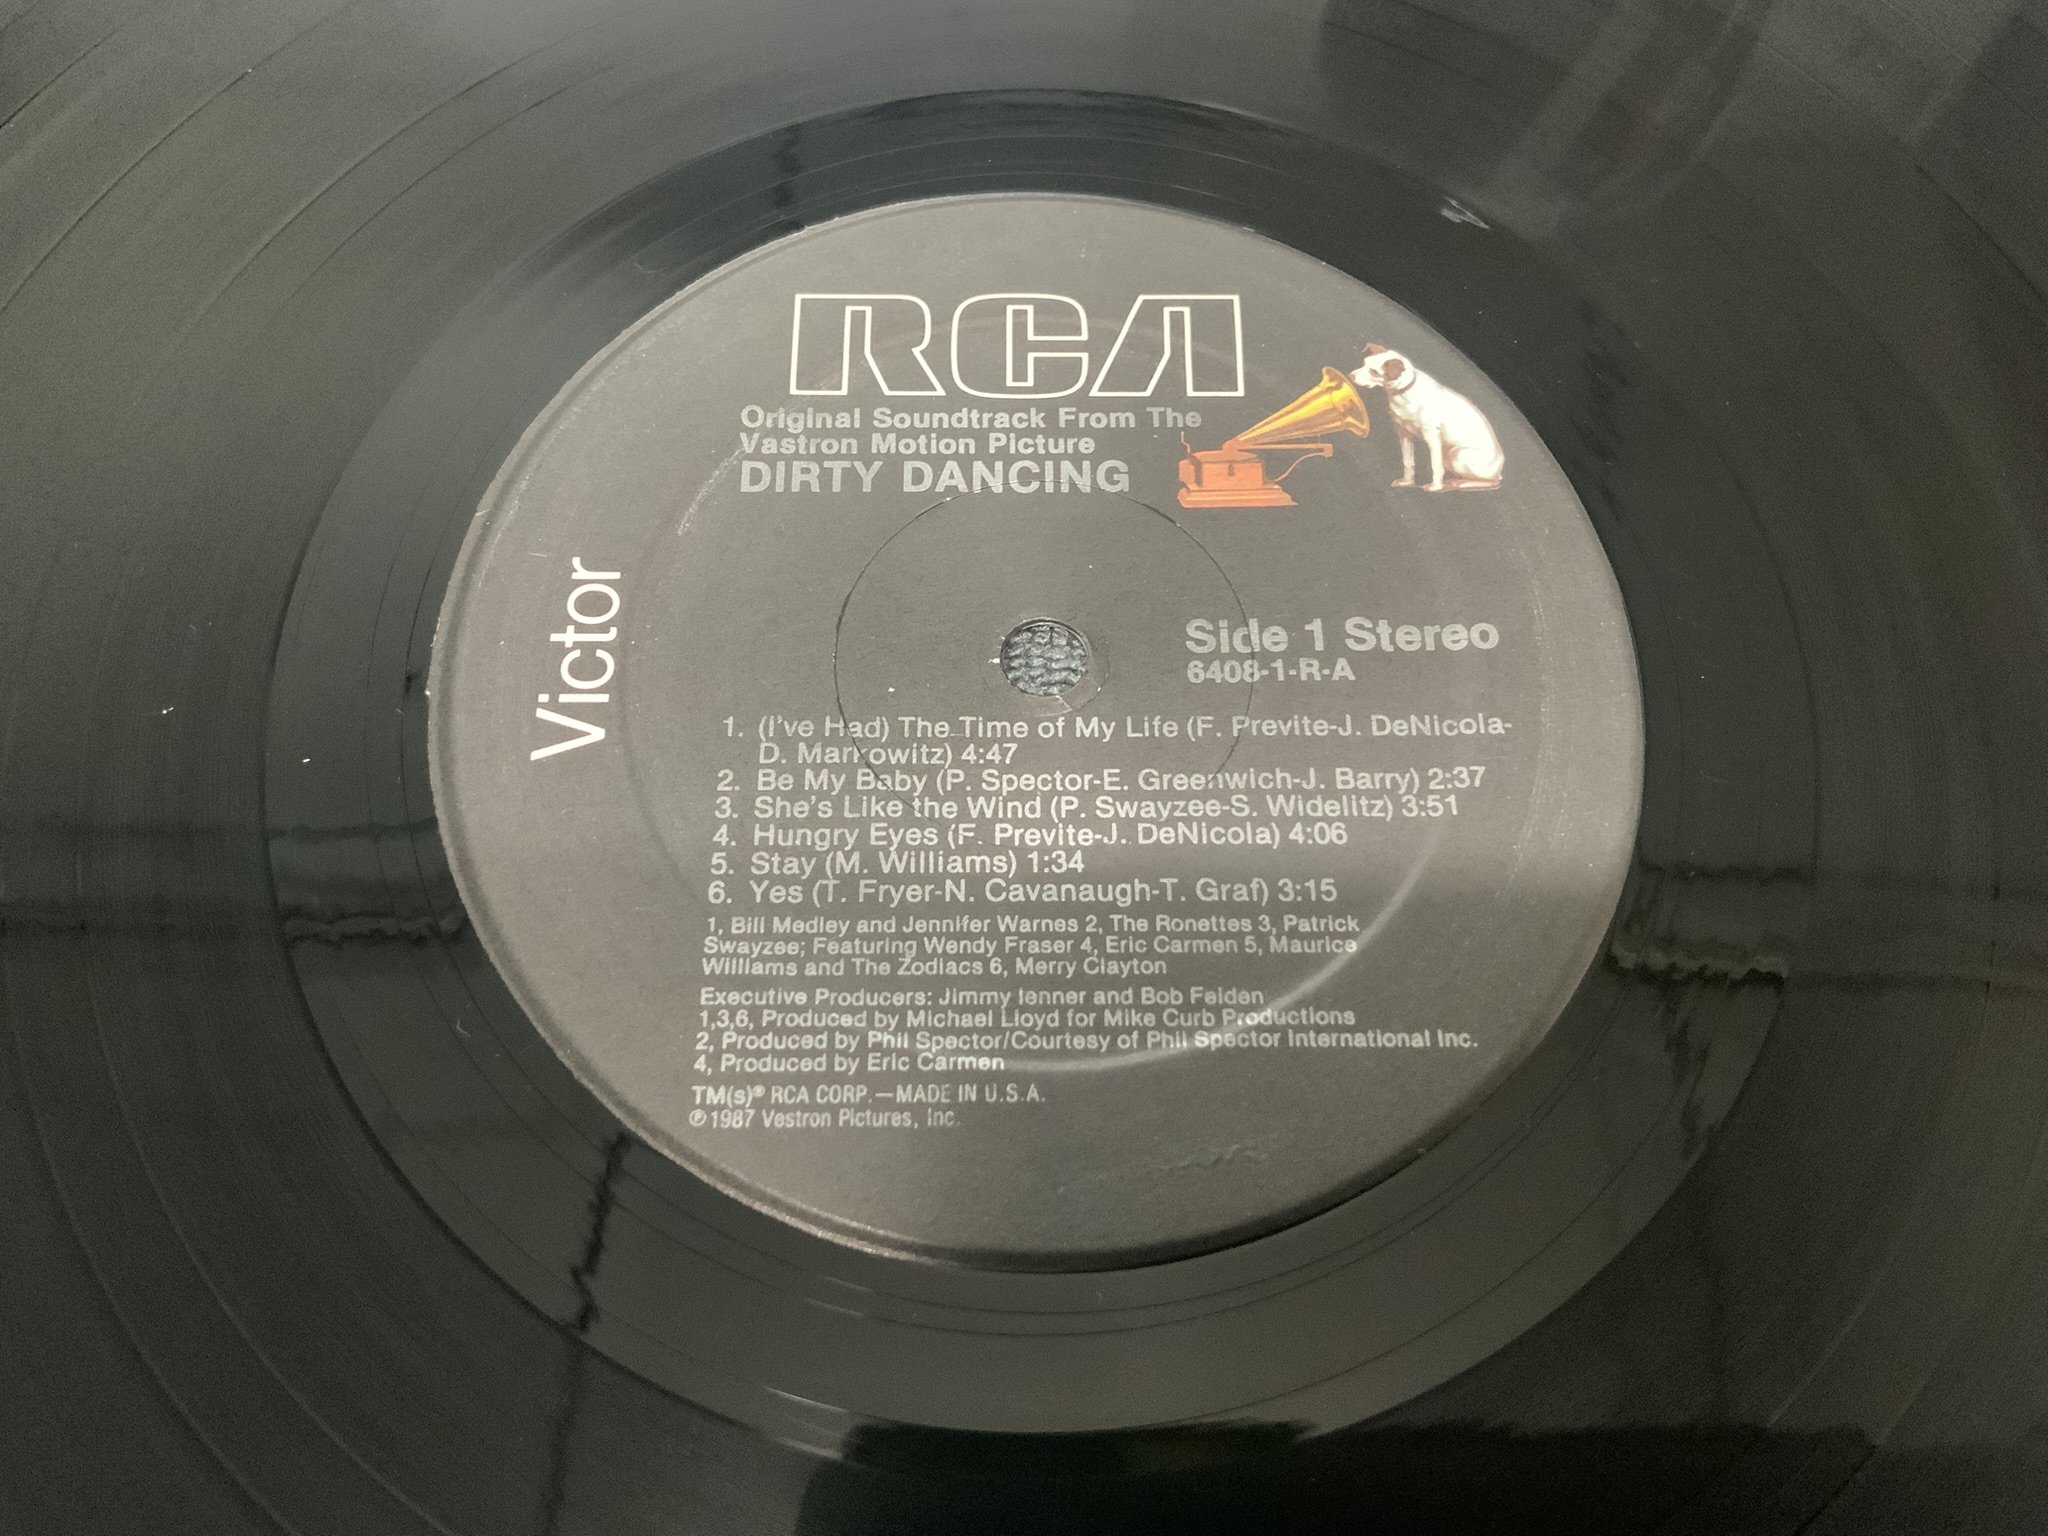 RCA
Original Soundtrack From The
Vastron Motion Picture
DIRTY DANCING
Victor
Side 1 Stereo
6408-1-R-A
1. (I've Had) The Time of My Life (F. Previte-J. DeNicola-
D. Markowitz) 4:47
2. Be My Baby (P. Spector-E. Greenwich-J. Barry) 2:37
3. She's Like the Wind (P. Swayzee-S. Widelitz) 3:51
4. Hungry Eyes (F. Previte-J. DeNicola) 4:06
5. Stay (M. Williams) 1:34
6. Yes (T. Fryer-N. Cavanaugh-T. Graf) 3:15
1, Bill Medley and Jennifer Warnes 2, The Ronettes 3, Patrick
Swayzee; Featuring Wendy Fraser 4, Eric Carmen 5, Maurice
Williams and The Zodiacs 6, Merry Clayton
Executive Producers: Jimmy Ienner and Bob Feiden
1,3,6, Produced by Michael Lloyd for Mike Curb Productions
2, Produced by Phil Spector/Courtesy of Phil Spector International Inc.
4, Produced by Eric Carmen
TM(s)® RCA CORP.—MADE IN U.S.A.
℗1987 Vestron Pictures, Inc.